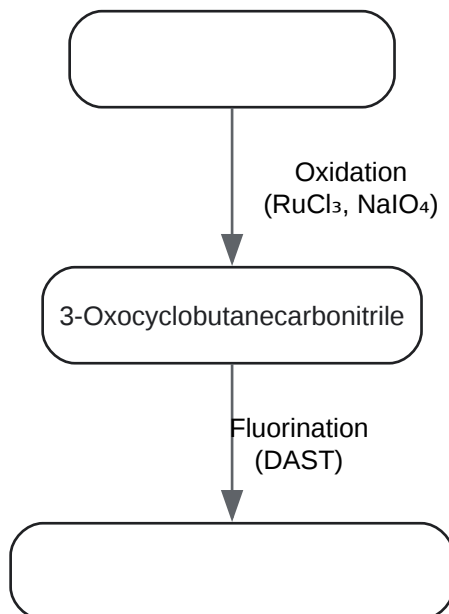 Oxidation
(RuCl₃, NaIO₄)
3-Oxocyclobutanecarbonitrile
Fluorination
(DAST)